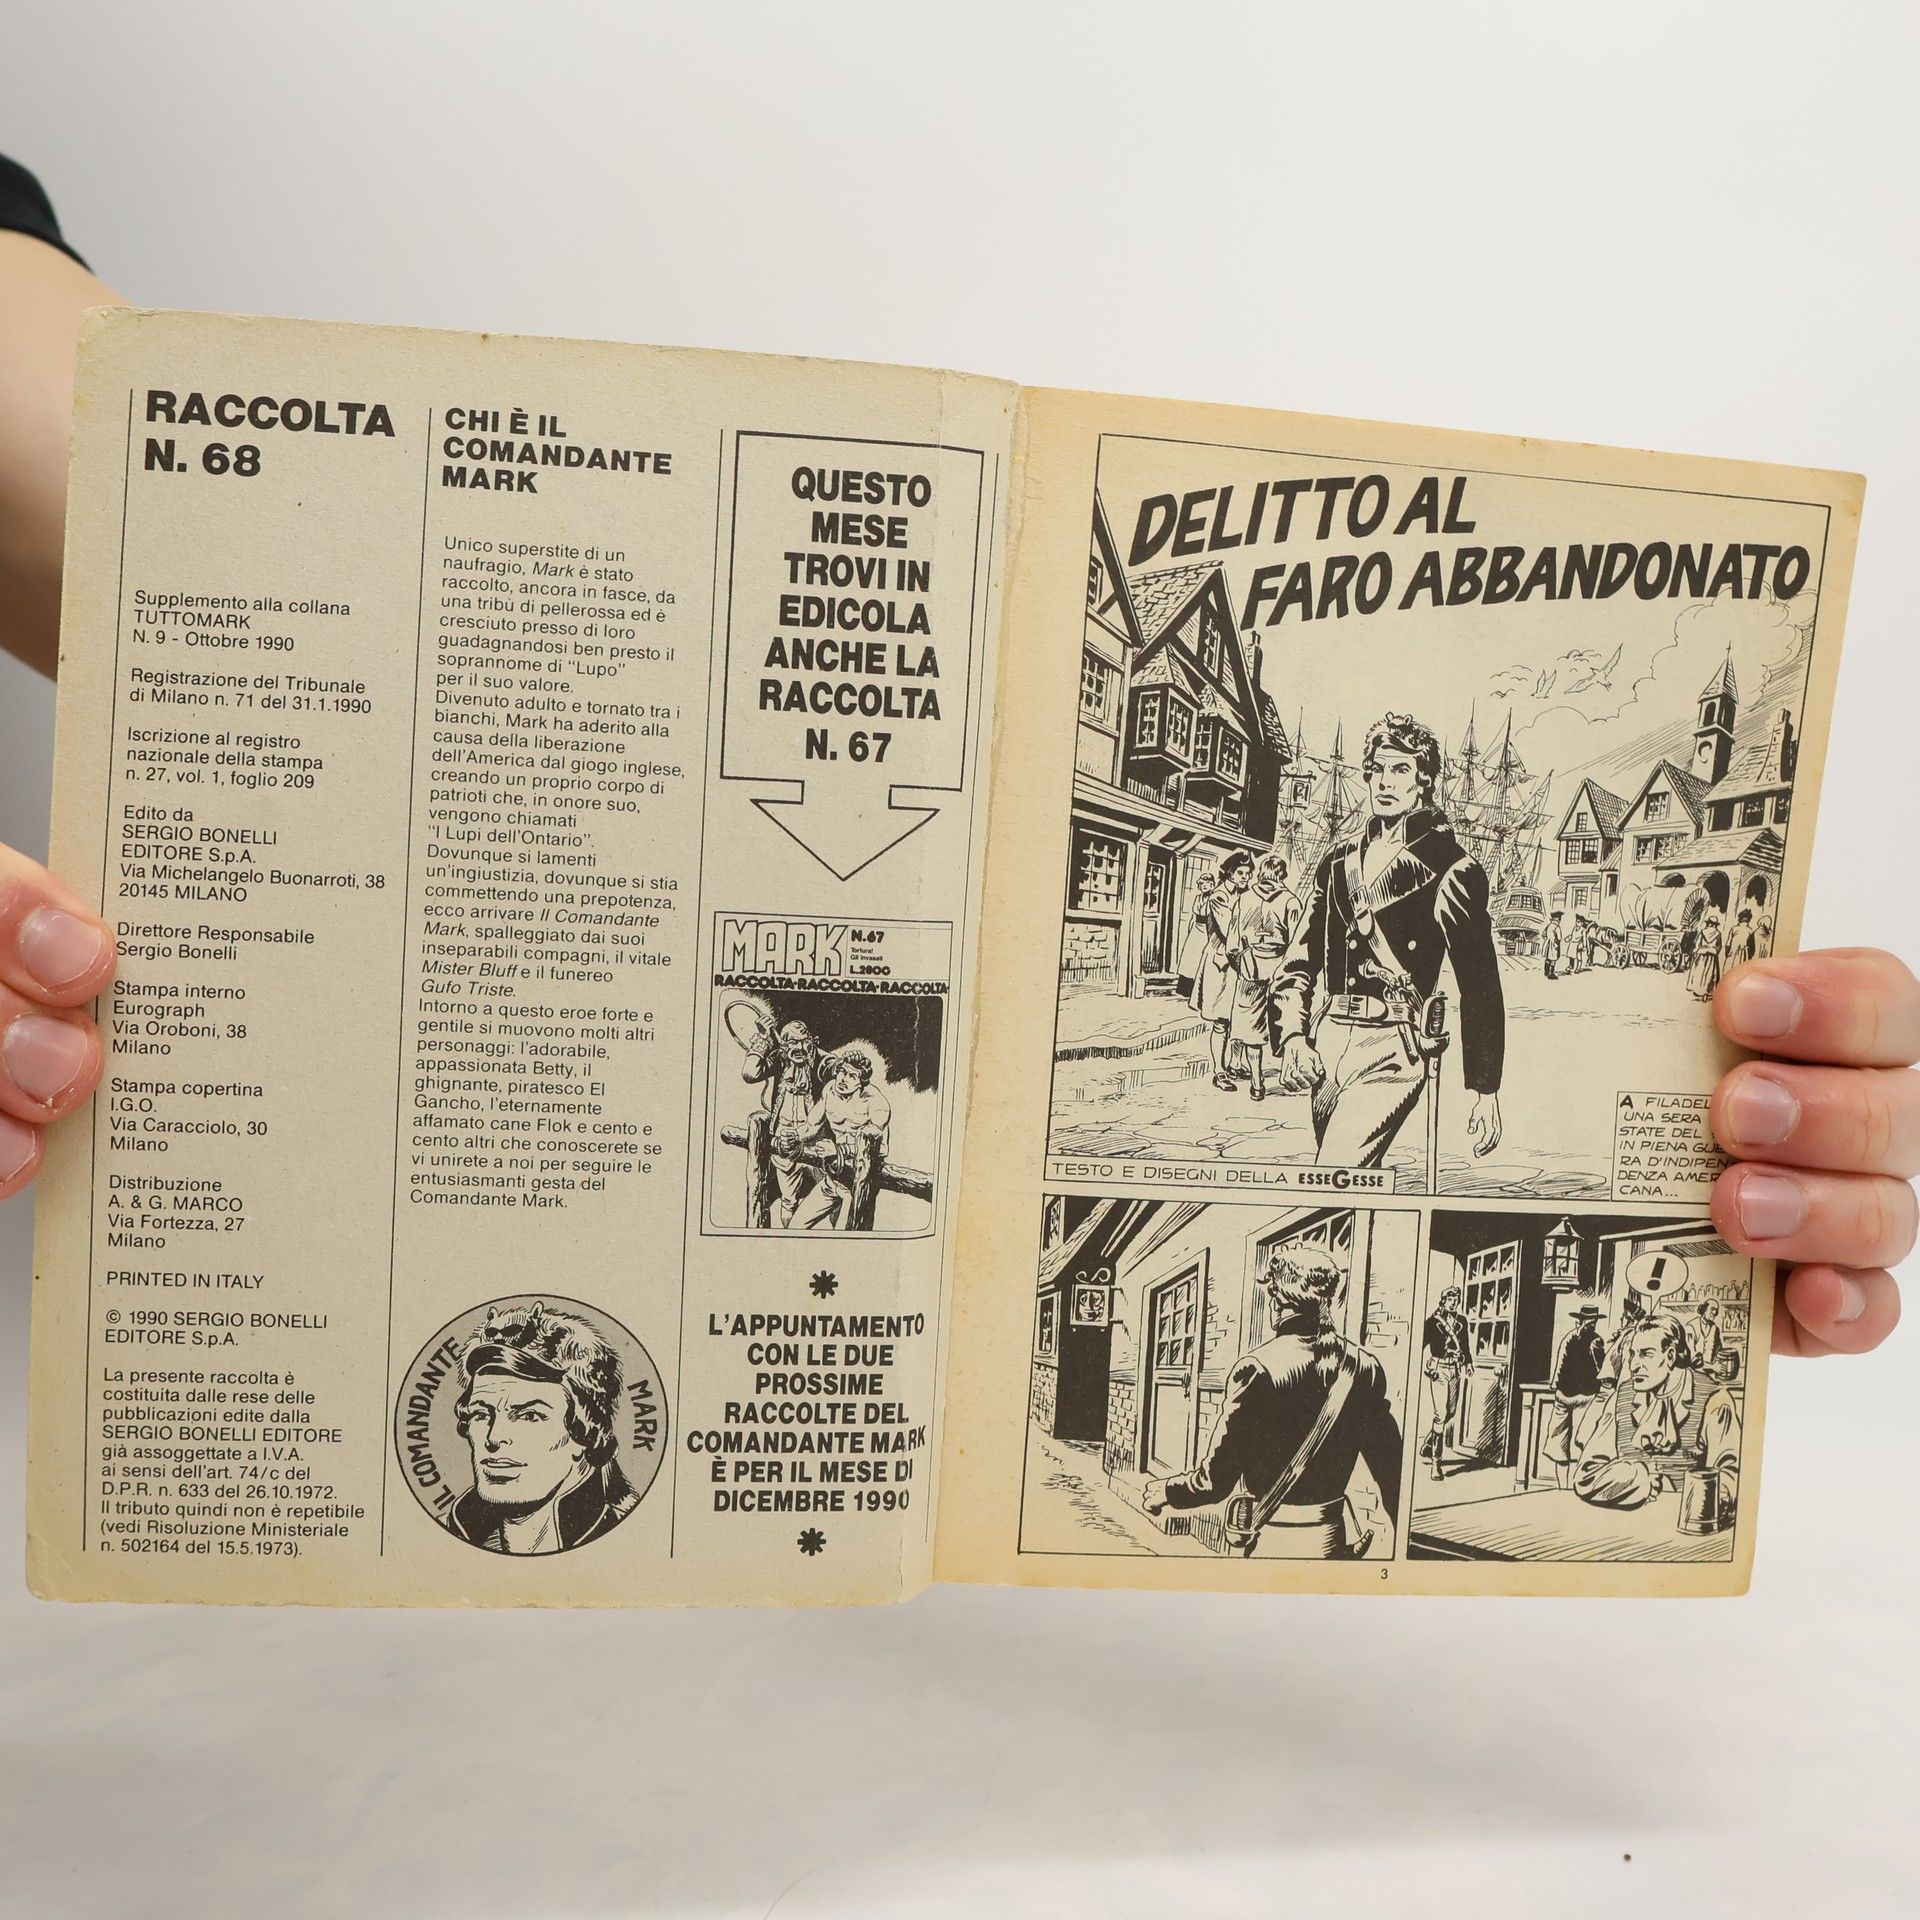 RACCOLTA
N. 68
Supplemento alla collana
TUTTOMARK
N. 9 - Ottobre 1990
Registrazione del Tribunale
di Milano n. 71 del 31.1.1990
Iscrizione al registro
nazionale della stampa
n. 27, vol. 1, foglio 209
Edito da
SERGIO BONELLI
EDITORE S.p.A.
Via Michelangelo Buonarroti, 38
20145 MILANO
Direttore Responsabile
Sergio Bonelli
Stampa interno
Eurograph
Via Oroboni, 38
Milano
Stampa copertina
I.G.O.
Via Caracciolo, 30
Milano
Distribuzione
A. & G. MARCO
Via Fortezza, 27
Milano
PRINTED IN ITALY
© 1990 SERGIO BONELLI
EDITORE S.p.A.
La presente raccolta è
costituita dalle rese delle
pubblicazioni edite dalla
SERGIO BONELLI EDITORE
già assoggettate a I.V.A.
ai sensi dell'art. 74/c del
D.P.R. n. 633 del 26.10.1972.
Il tributo quindi non è repetibile
(vedi Risoluzione Ministeriale
n. 502164 del 15.5.1973).
CHI È IL
COMANDANTE
MARK
Unico superstite di un
naufragio, Mark è stato
raccolto, ancora in fasce, da
una tribù di pellerossa ed è
cresciuto presso di loro
guadagnandosi ben presto il
soprannome di "Lupo"
per il suo valore.
Divenuto adulto e tornato tra i
bianchi, Mark ha aderito alla
causa della liberazione
dell'America dal giogo inglese,
creando un proprio corpo di
patrioti che, in onore suo,
vengono chiamati
"I Lupi dell'Ontario".
Dovunque si lamenti
un'ingiustizia, dovunque si stia
commettendo una prepotenza,
ecco arrivare Il Comandante
Mark, spalleggiato dai suoi
inseparabili compagni, il vitale
Mister Bluff e il funereo
Gufo Triste.
Intorno a questo eroe forte e
gentile si muovono molti altri
personaggi: l'adorabile,
appassionata Betty, il
ghignante, piratesco El
Gancho, l'eternamente
affamato cane Flok e cento e
cento altri che conoscerete se
vi unirete a noi per seguire le
entusiasmanti gesta del
Comandante Mark.
IL COMANDANTE MARK
QUESTO
MESE
TROVI IN
EDICOLA
ANCHE LA
RACCOLTA
N. 67
MARK
N.67
Tortura!
Gli Invasati
L.2800
RACCOLTA•RACCOLTA•RACCOLTA
L'APPUNTAMENTO
CON LE DUE
PROSSIME
RACCOLTE DEL
COMANDANTE MARK
È PER IL MESE DI
DICEMBRE 1990
DELITTO AL
FARO ABBANDONATO
A FILADEL
UNA SERA
STATE DEL
IN PIENA GUE
RA D'INDIPEN
DENZA AMER
CANA...
TESTO E DISEGNI DELLA ESSEGESSE
!
3